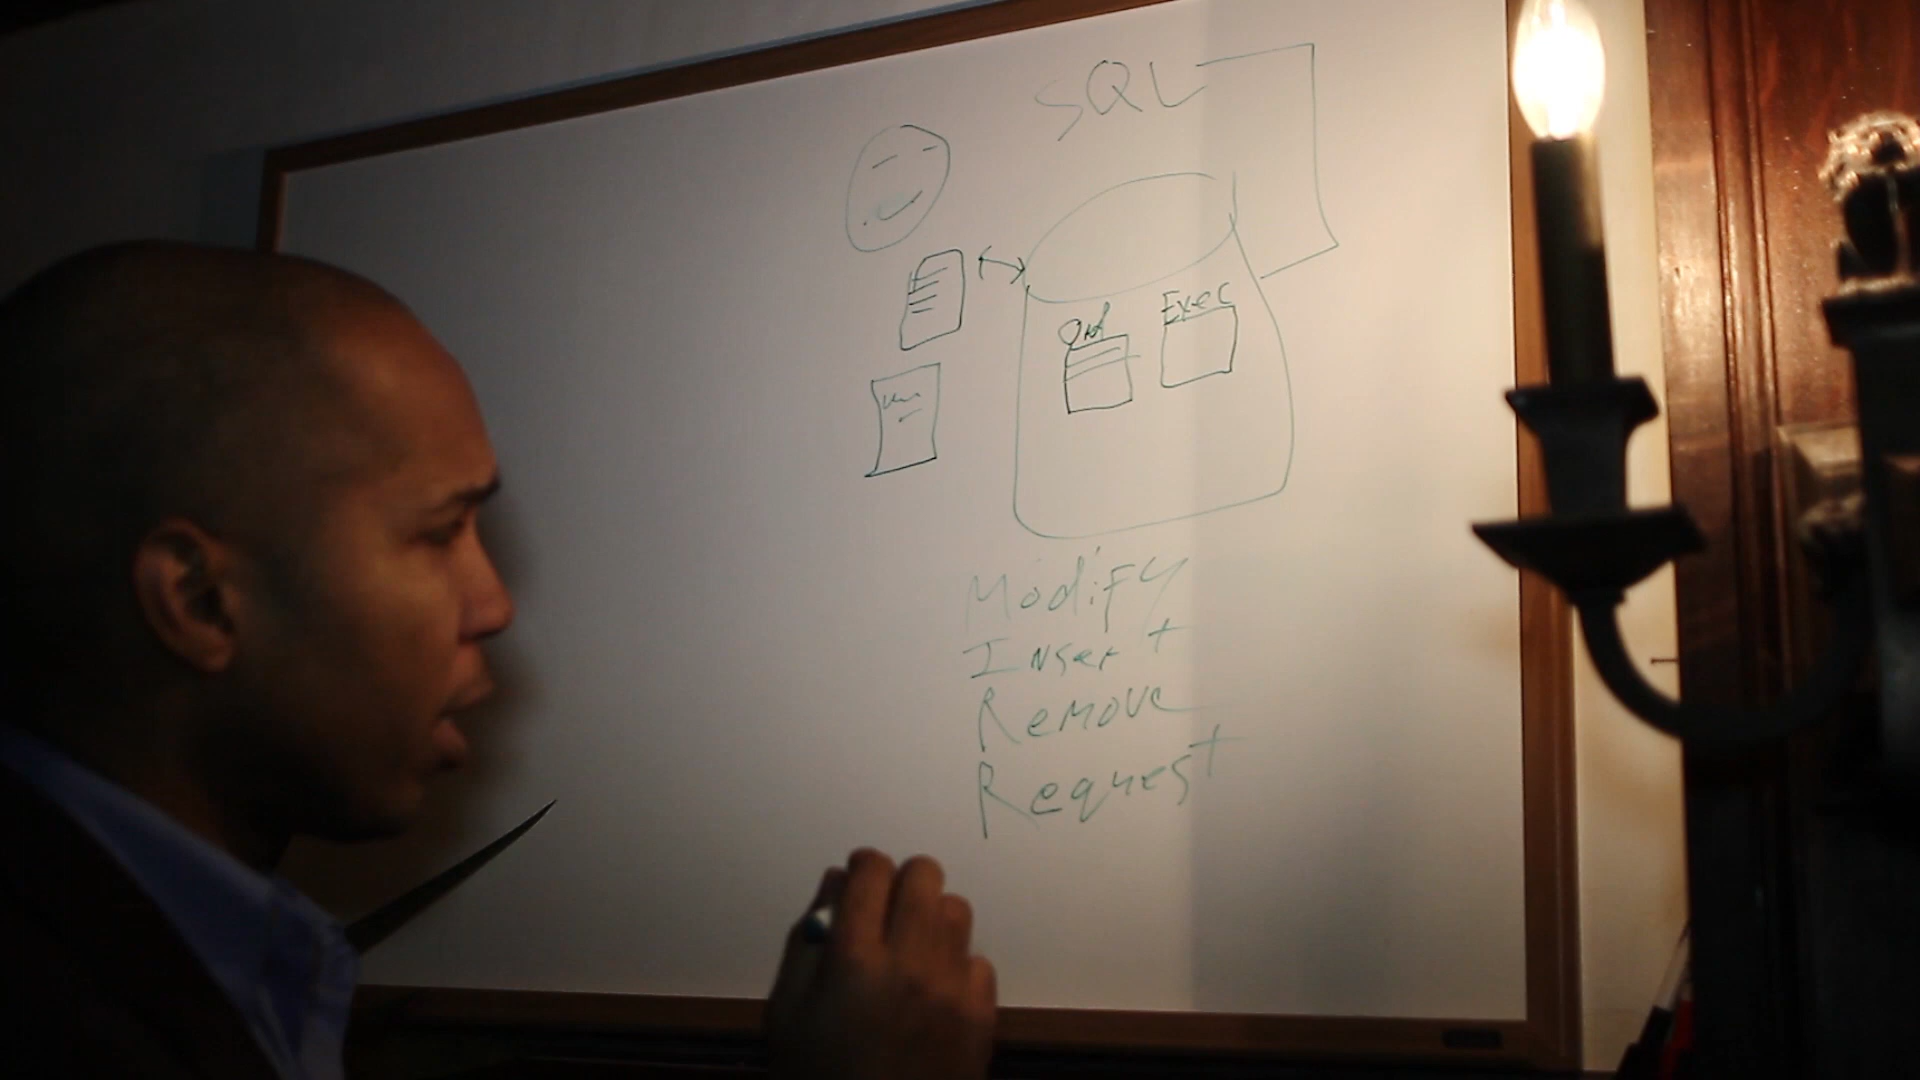 SQL
Exec
Modify
Insert
Remove
Request